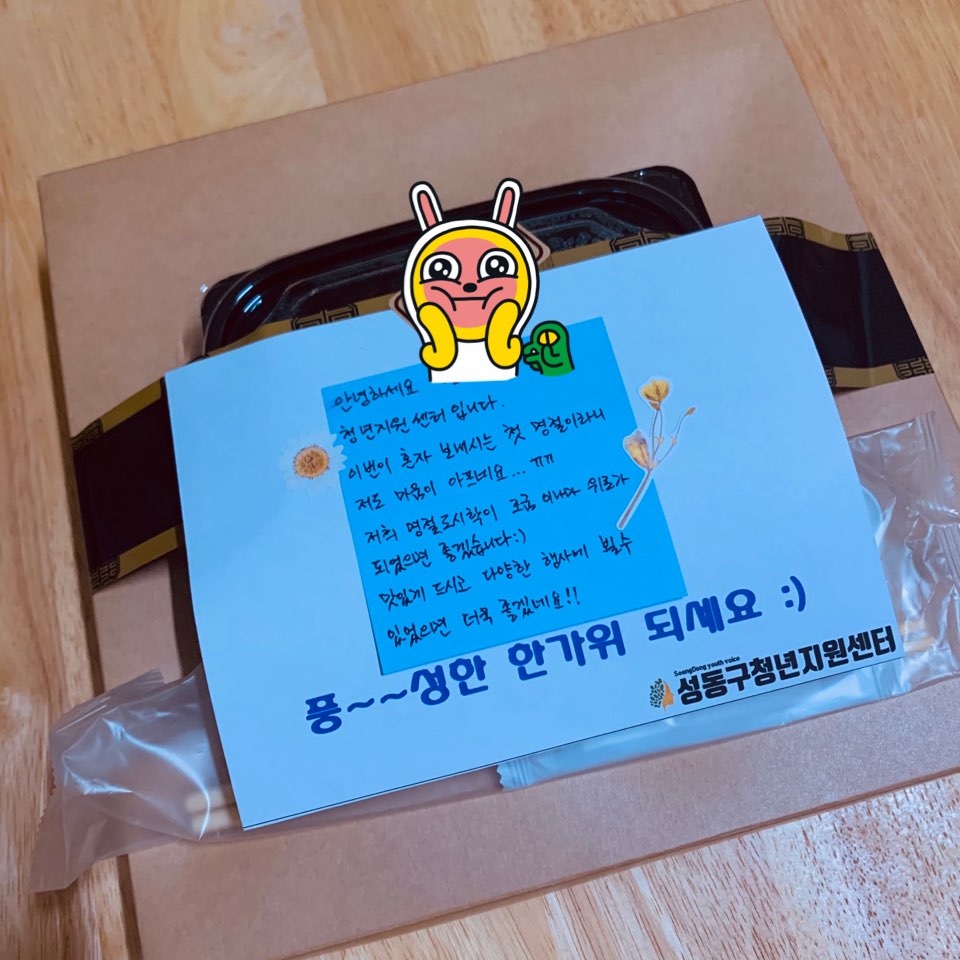 안녕하세요
청년지원센터 입니다.
이번이 혼자 보내시는 첫 명절이라니
저도 마음이 아프네요... ㅠㅠ
저희 명절도시락이 조금 이나마 위로가
되었으면 좋겠습니다:)
맛있게 드시고 다양한 행사에 뵐수
있었으면 더욱 좋겠네요!!
풍~~성한 한가위 되세요 :)
SeongDong youth voice
성동구청년지원센터